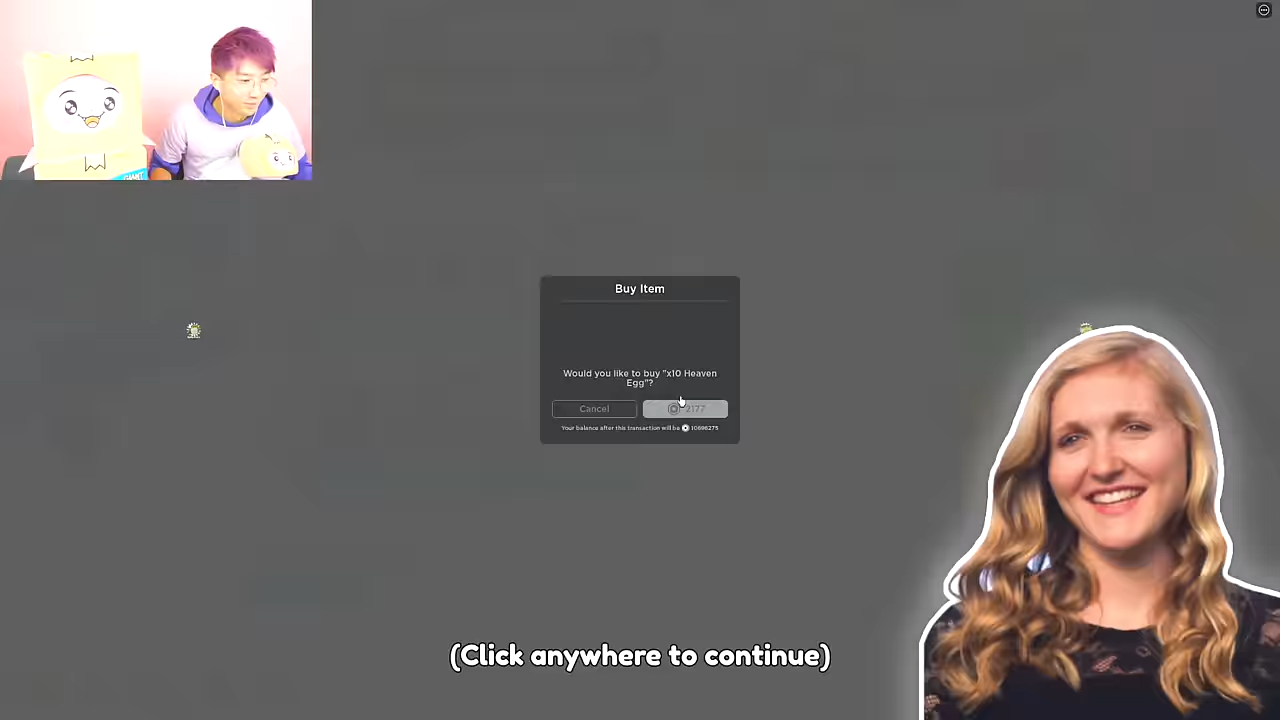 Buy Item
Would you like to buy "x10 Heaven
Egg"?
Cancel
2177
Your balance after this transaction will be 10696275
(Click anywhere to continue)